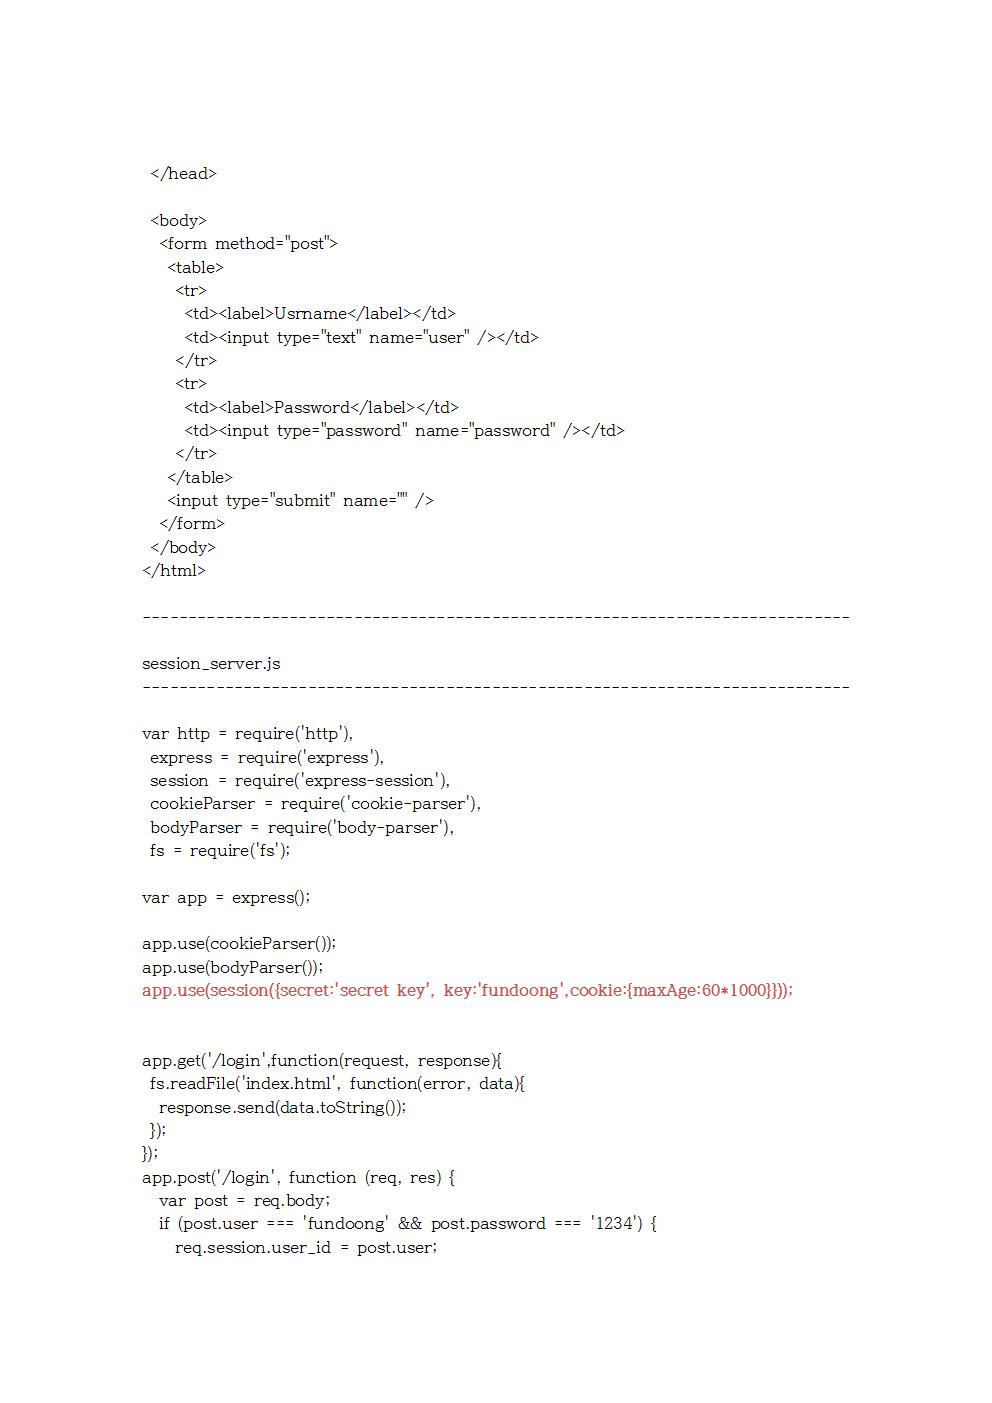 </head>
<body>
<form method="post">
<table>
<tr>
<td><label>Usrname</label></td>
<td><input type="text" name="user" /></td>
</tr>
<tr>
<td><label>Password</label></td>
<td><input type="password" name="password" /></td>
</tr>
</table>
<input type="submit" name="" />
</form>
</body>
</html>
-----------------------------------------------------------------------------
session_server.js
-----------------------------------------------------------------------------
var http = require('http'),
express = require('express'),
session = require('express-session'),
cookieParser = require('cookie-parser'),
bodyParser = require('body-parser'),
fs = require('fs');
var app = express();
app.use(cookieParser());
app.use(bodyParser());
app.use(session({secret:'secret key', key:'fundoong',cookie:{maxAge:60*1000}}));
app.get('/login',function(request, response){
fs.readFile('index.html', function(error, data){
response.send(data.toString());
});
});
app.post('/login', function (req, res) {
var post = req.body;
if (post.user === 'fundoong' && post.password === '1234') {
req.session.user_id = post.user;